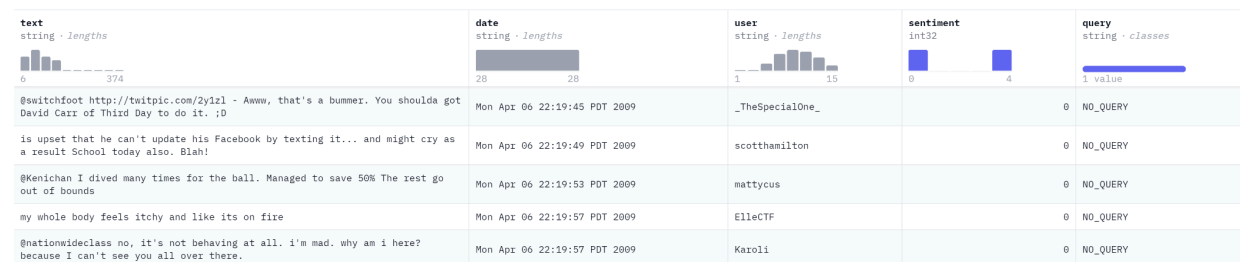 text date user sentiment query
string · lengths string · lengths string · lengths int32 string · classes
6 374 28 28 1 15 0 4 1 value
@switchfoot http://twitpic.com/2y1zl - Awww, that's a bummer. You shoulda got
David Carr of Third Day to do it. ;D
Mon Apr 06 22:19:45 PDT 2009 _TheSpecialOne_ 0 NO_QUERY
is upset that he can't update his Facebook by texting it... and might cry as
a result School today also. Blah!
Mon Apr 06 22:19:49 PDT 2009 scotthamilton 0 NO_QUERY
@Kenichan I dived many times for the ball. Managed to save 50% The rest go
out of bounds
Mon Apr 06 22:19:53 PDT 2009 mattycus 0 NO_QUERY
my whole body feels itchy and like its on fire Mon Apr 06 22:19:57 PDT 2009 ElleCTF 0 NO_QUERY
@nationwideclass no, it's not behaving at all. i'm mad. why am i here?
because I can't see you all over there.
Mon Apr 06 22:19:57 PDT 2009 Karoli 0 NO_QUERY